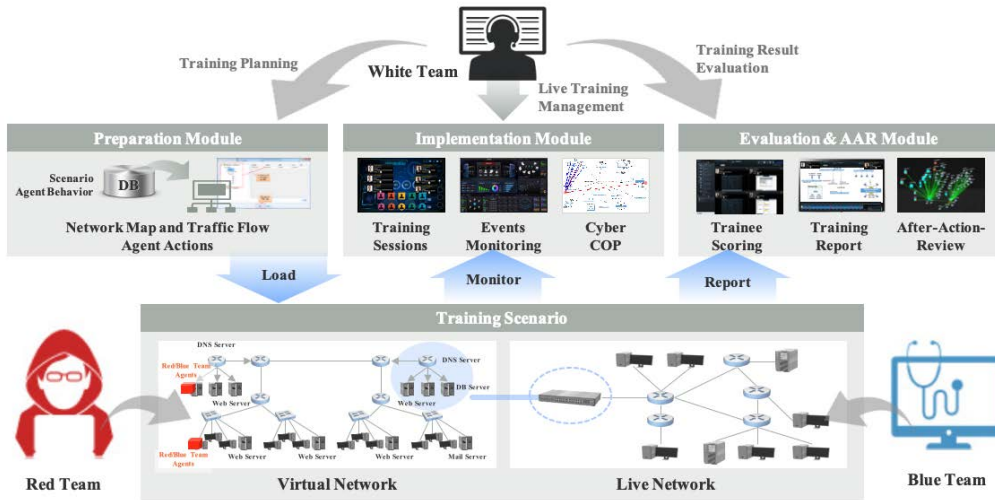 Training Planning
White Team
Live Training
Management
Training Result
Evaluation
Preparation Module
Scenario
Agent Behavior
DB
Network Map and Traffic Flow
Agent Actions
Implementation Module
Training
Sessions
Events
Monitoring
Cyber
COP
Evaluation & AAR Module
Trainee
Scoring
Training
Report
After-Action-
Review
Load
Monitor
Report
Training Scenario
DNS Server
Red/Blue Team
Agents
Web Server
DNS Server
DB Server
Web Server
Red/Blue Team
Agents
Web Server
Web Server
Web Server
Mail Server
Virtual Network
Live Network
Red Team
Blue Team